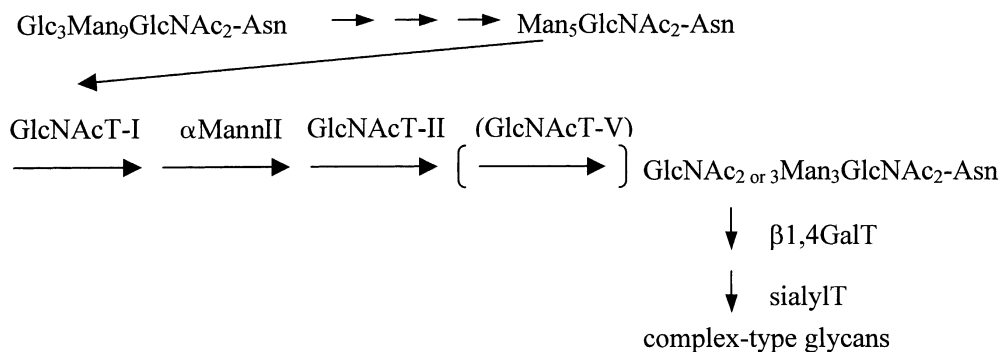 Glc₃Man₉GlcNAc₂-Asn → → → Man₅GlcNAc₂-Asn
GlcNAcT-I αMannII GlcNAcT-II (GlcNAcT-V)
GlcNAc₂ or ₃Man₃GlcNAc₂-Asn
β1,4GalT
sialylT
complex-type glycans